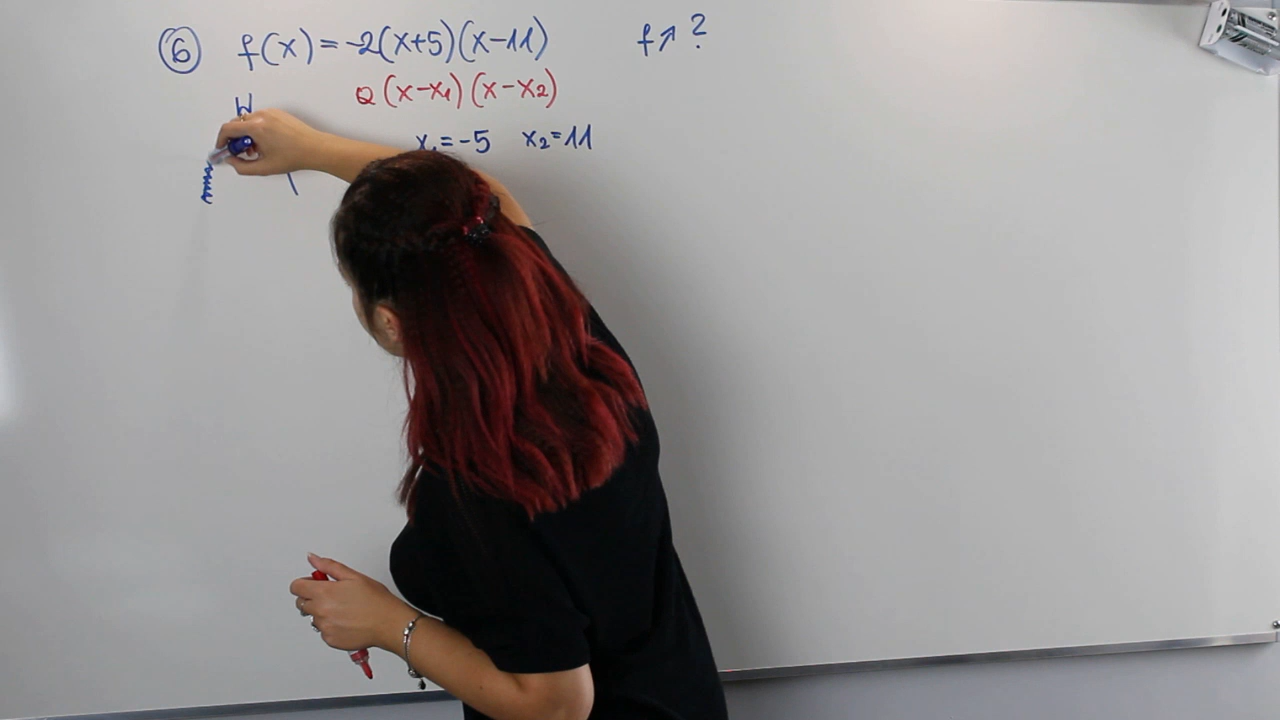 ⑥ f(x) = -2(x+5)(x-11) f↗ ?
a(x-x₁)(x-x₂)
W
x₁=-5 x₂=11